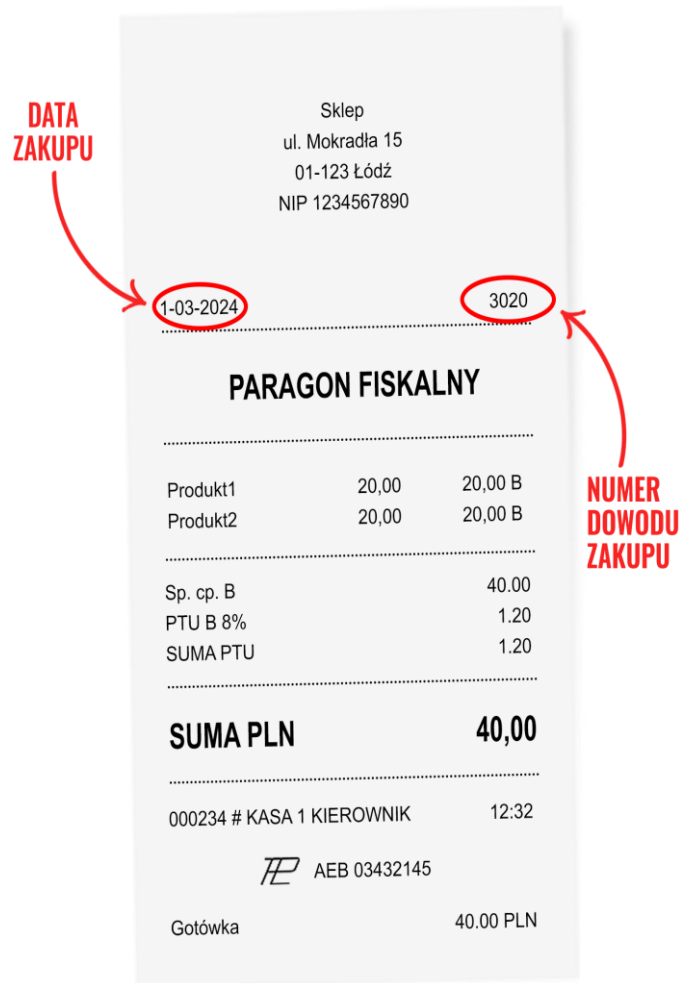 DATA
ZAKUPU
Sklep
ul. Mokradła 15
01-123 Łódź
NIP 1234567890
1-03-2024 3020
PARAGON FISKALNY
Produkt1 20,00 20,00 B
Produkt2 20,00 20,00 B
NUMER
DOWODU
ZAKUPU
Sp. cp. B 40.00
PTU B 8% 1.20
SUMA PTU 1.20
SUMA PLN 40,00
000234 # KASA 1 KIEROWNIK 12:32
AEB 03432145
Gotówka 40.00 PLN